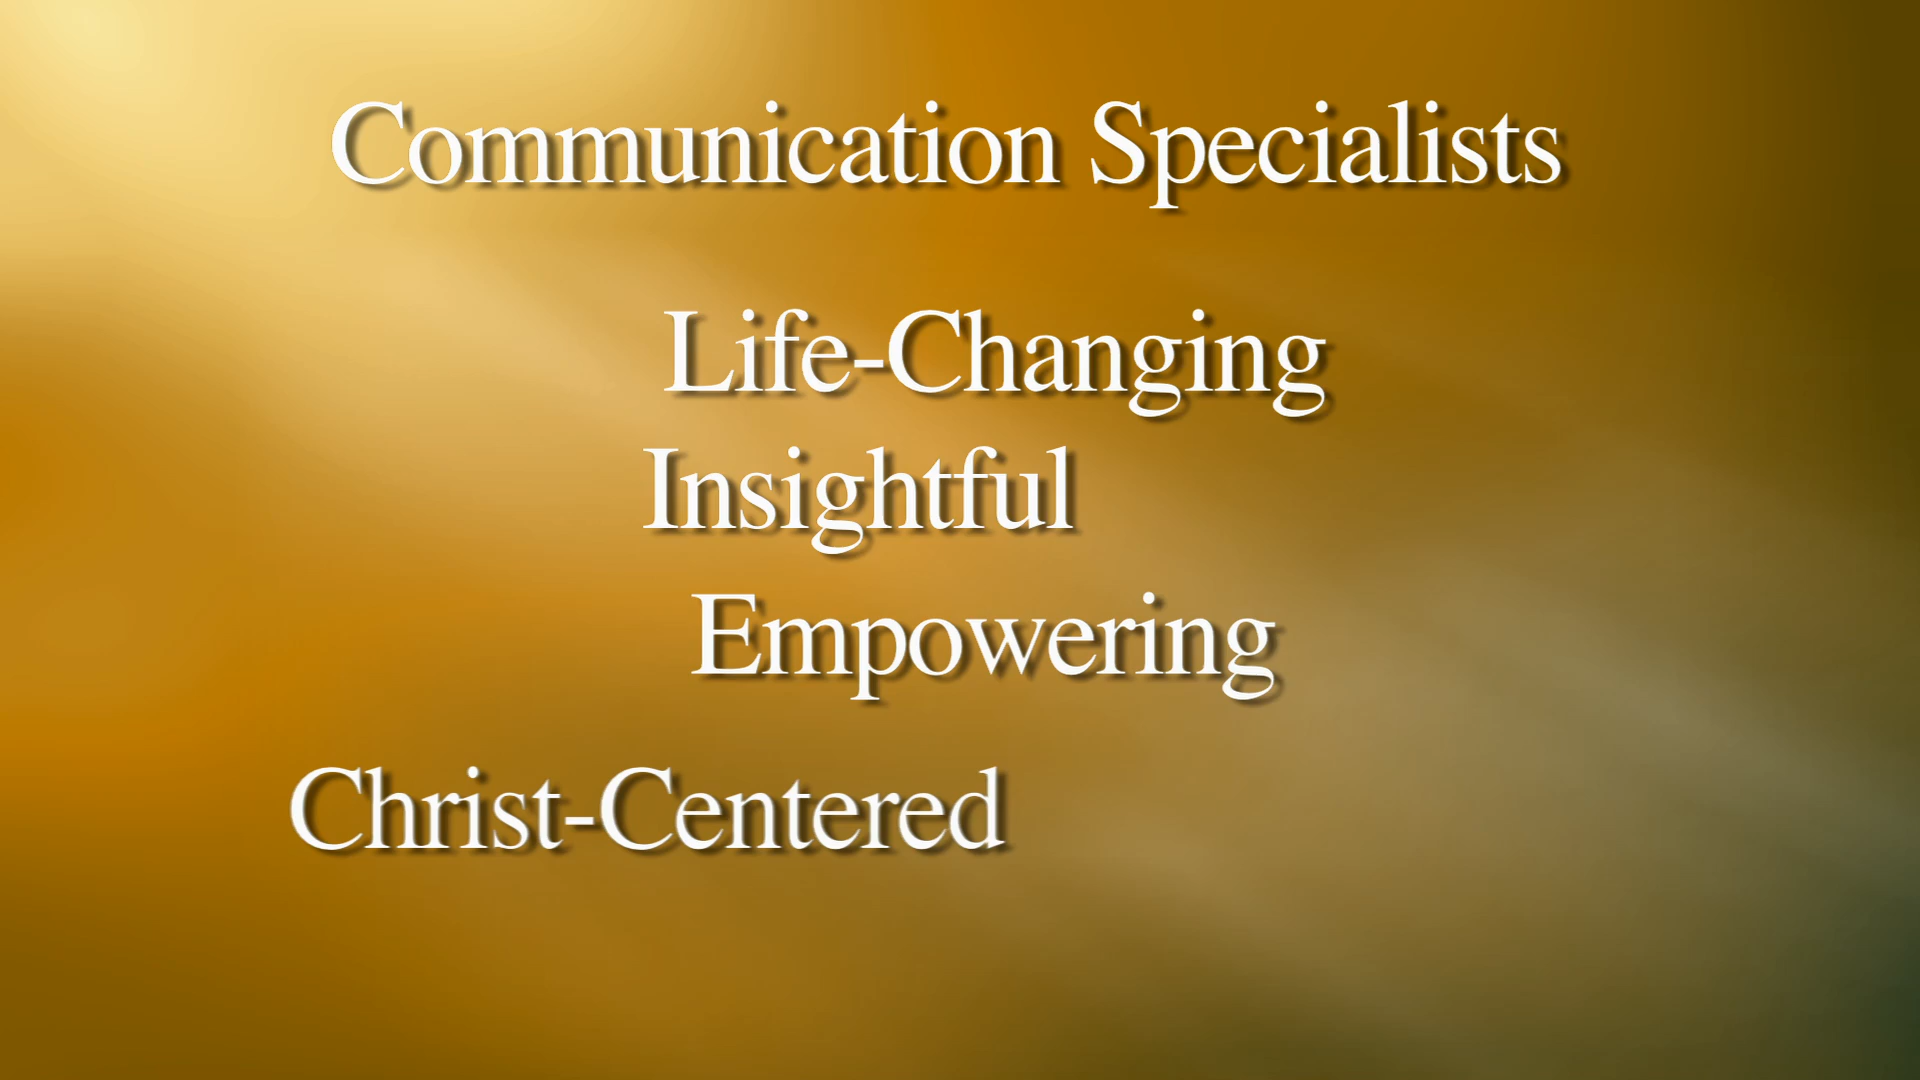 Communication Specialists
Life-Changing
Insightful
Empowering
Christ-Centered